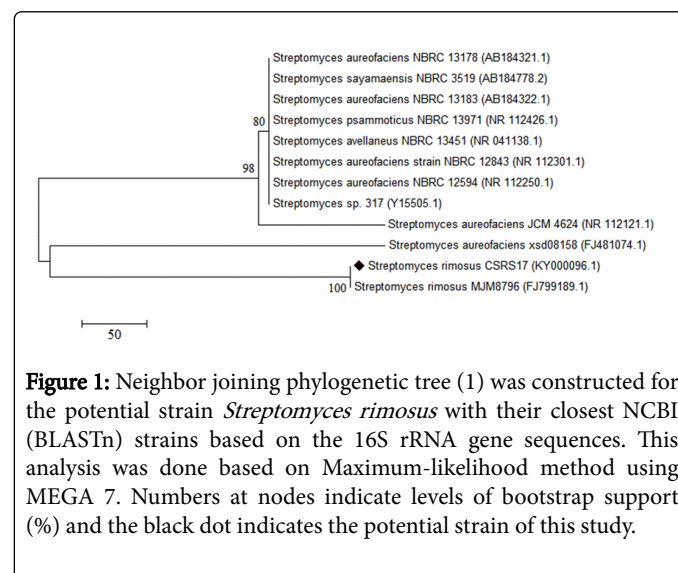 Streptomyces aureofaciens NBRC 13178 (AB184321.1)
Streptomyces sayamaensis NBRC 3519 (AB184778.2)
Streptomyces aureofaciens NBRC 13183 (AB184322.1)
80
Streptomyces psammoticus NBRC 13971 (NR 112426.1)
Streptomyces avellaneus NBRC 13451 (NR 041138.1)
98
Streptomyces aureofaciens strain NBRC 12843 (NR 112301.1)
Streptomyces aureofaciens NBRC 12594 (NR 112250.1)
Streptomyces sp. 317 (Y15505.1)
Streptomyces aureofaciens JCM 4624 (NR 112121.1)
Streptomyces aureofaciens xsd08158 (FJ481074.1)
Streptomyces rimosus CSRS17 (KY000096.1)
100
Streptomyces rimosus MJM8796 (FJ799189.1)
50
Figure 1: Neighbor joining phylogenetic tree (1) was constructed for
the potential strain Streptomyces rimosus with their closest NCBI
(BLASTn) strains based on the 16S rRNA gene sequences. This
analysis was done based on Maximum-likelihood method using
MEGA 7. Numbers at nodes indicate levels of bootstrap support
(%) and the black dot indicates the potential strain of this study.